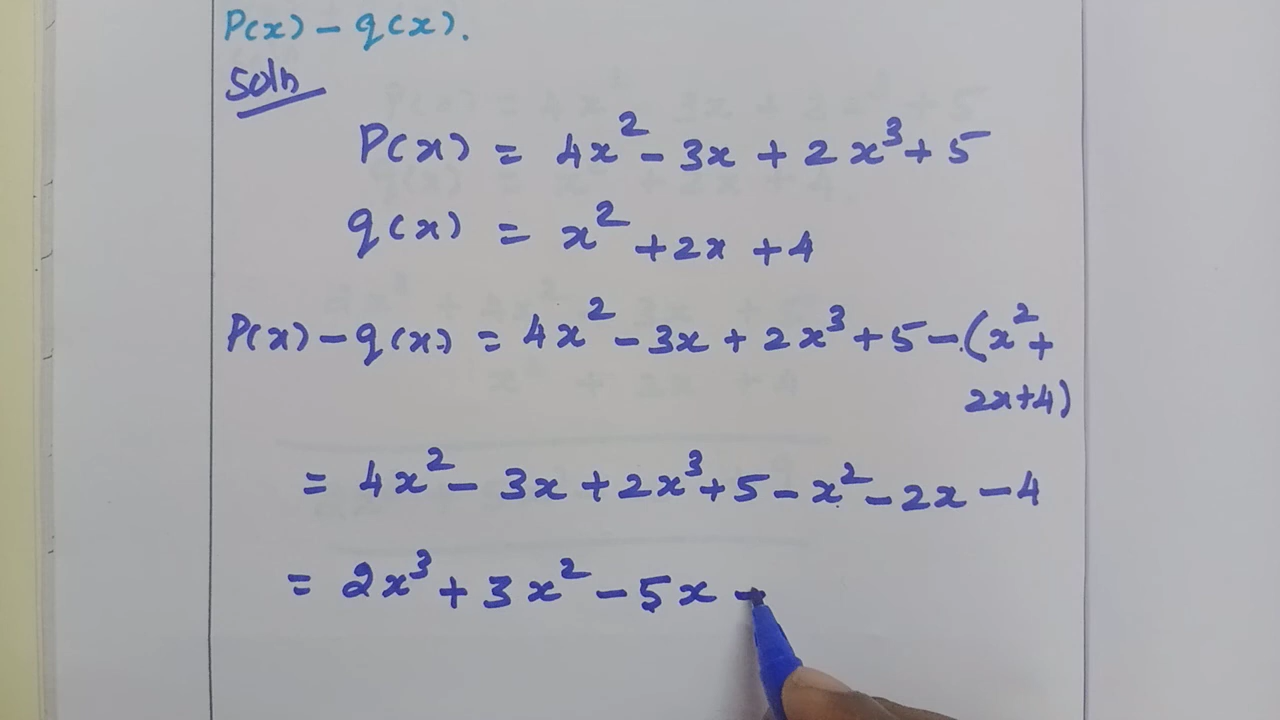 P(x) - q(x).
Soln
P(x) = 4x² - 3x + 2x³ + 5
q(x) = x² + 2x + 4
P(x) - q(x) = 4x² - 3x + 2x³ + 5 - (x² +
2x+4)
= 4x² - 3x + 2x³ + 5 - x² - 2x - 4
= 2x³ + 3x² - 5x